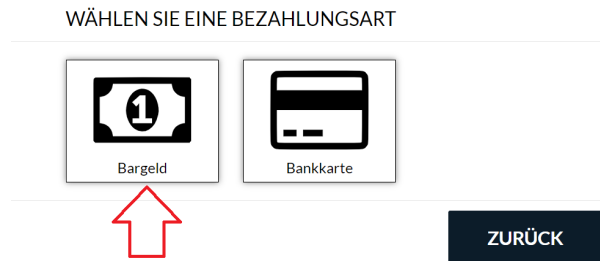 WÄHLEN SIE EINE BEZAHLUNGSART
1
Bargeld
Bankkarte
ZURÜCK